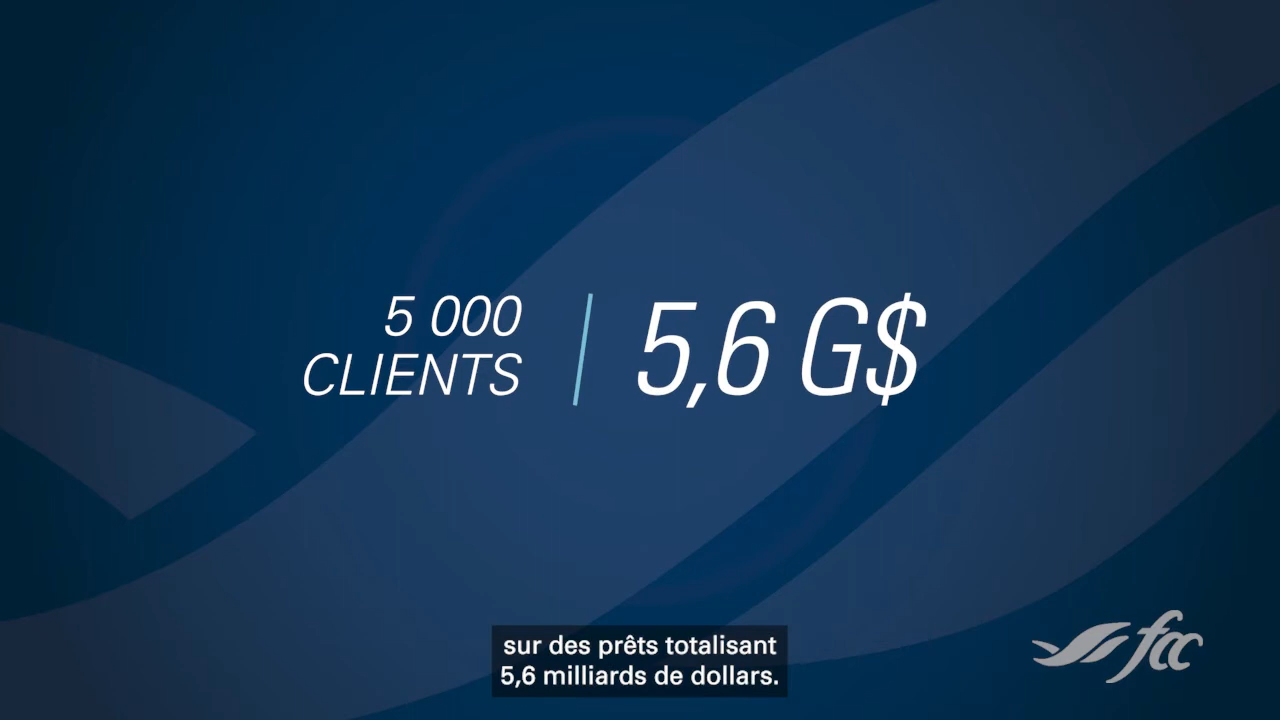 5 000
CLIENTS
5,6 G$
sur des prêts totalisant
5,6 milliards de dollars.
fcc